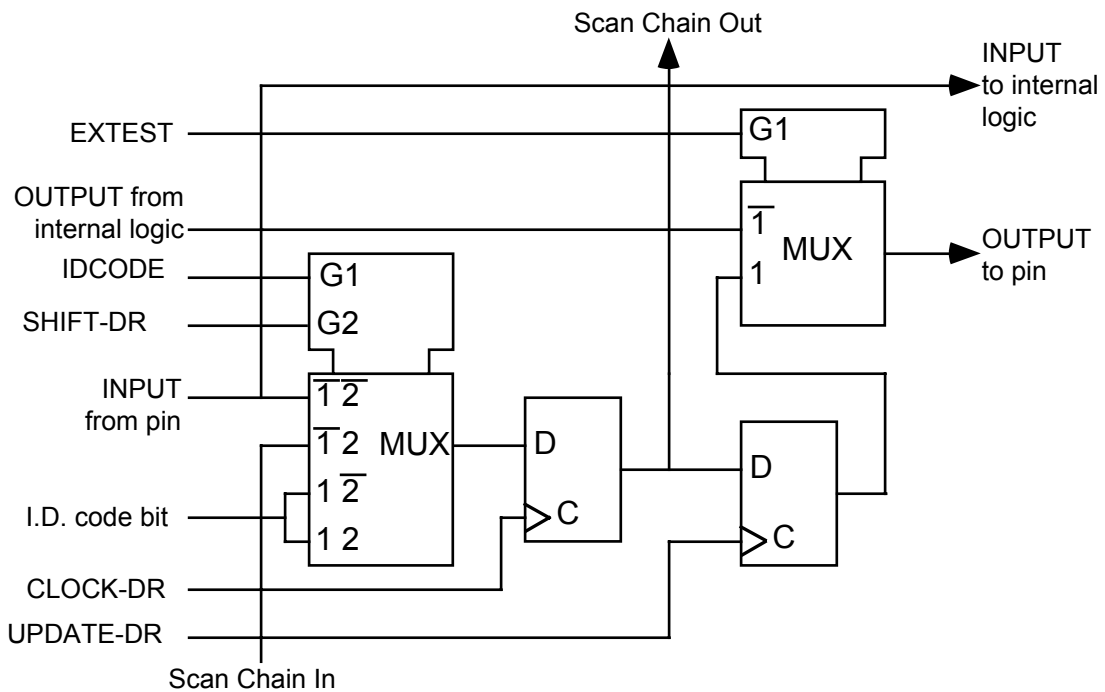 Scan Chain Out
INPUT
to internal
logic
EXTEST
G1
OUTPUT from
internal logic
1̅
MUX
1
OUTPUT
to pin
IDCODE
G1
SHIFT-DR
G2
INPUT
from pin
1̅ 2̅
1̅ 2
MUX
1 2̅
1 2
I.D. code bit
D
C
D
C
CLOCK-DR
UPDATE-DR
Scan Chain In